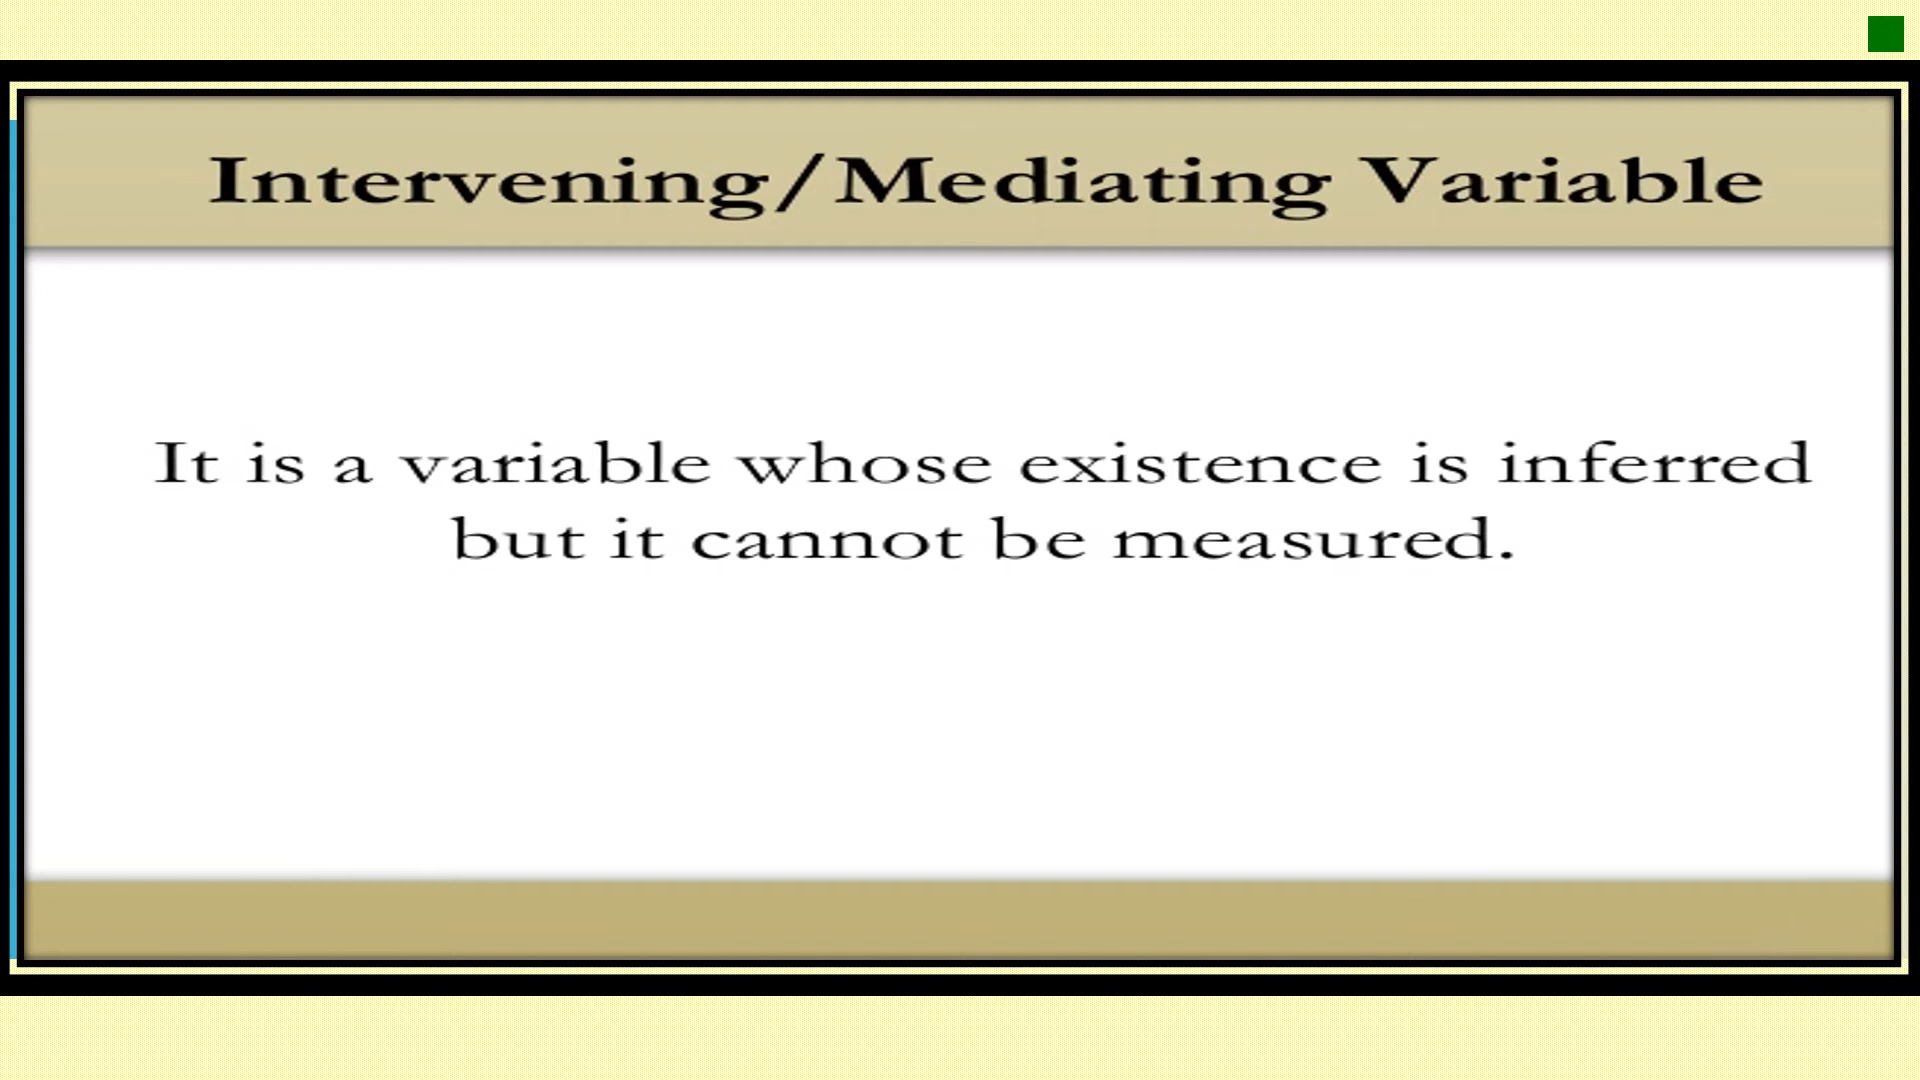 Intervening/Mediating Variable
It is a variable whose existence is inferred
but it cannot be measured.